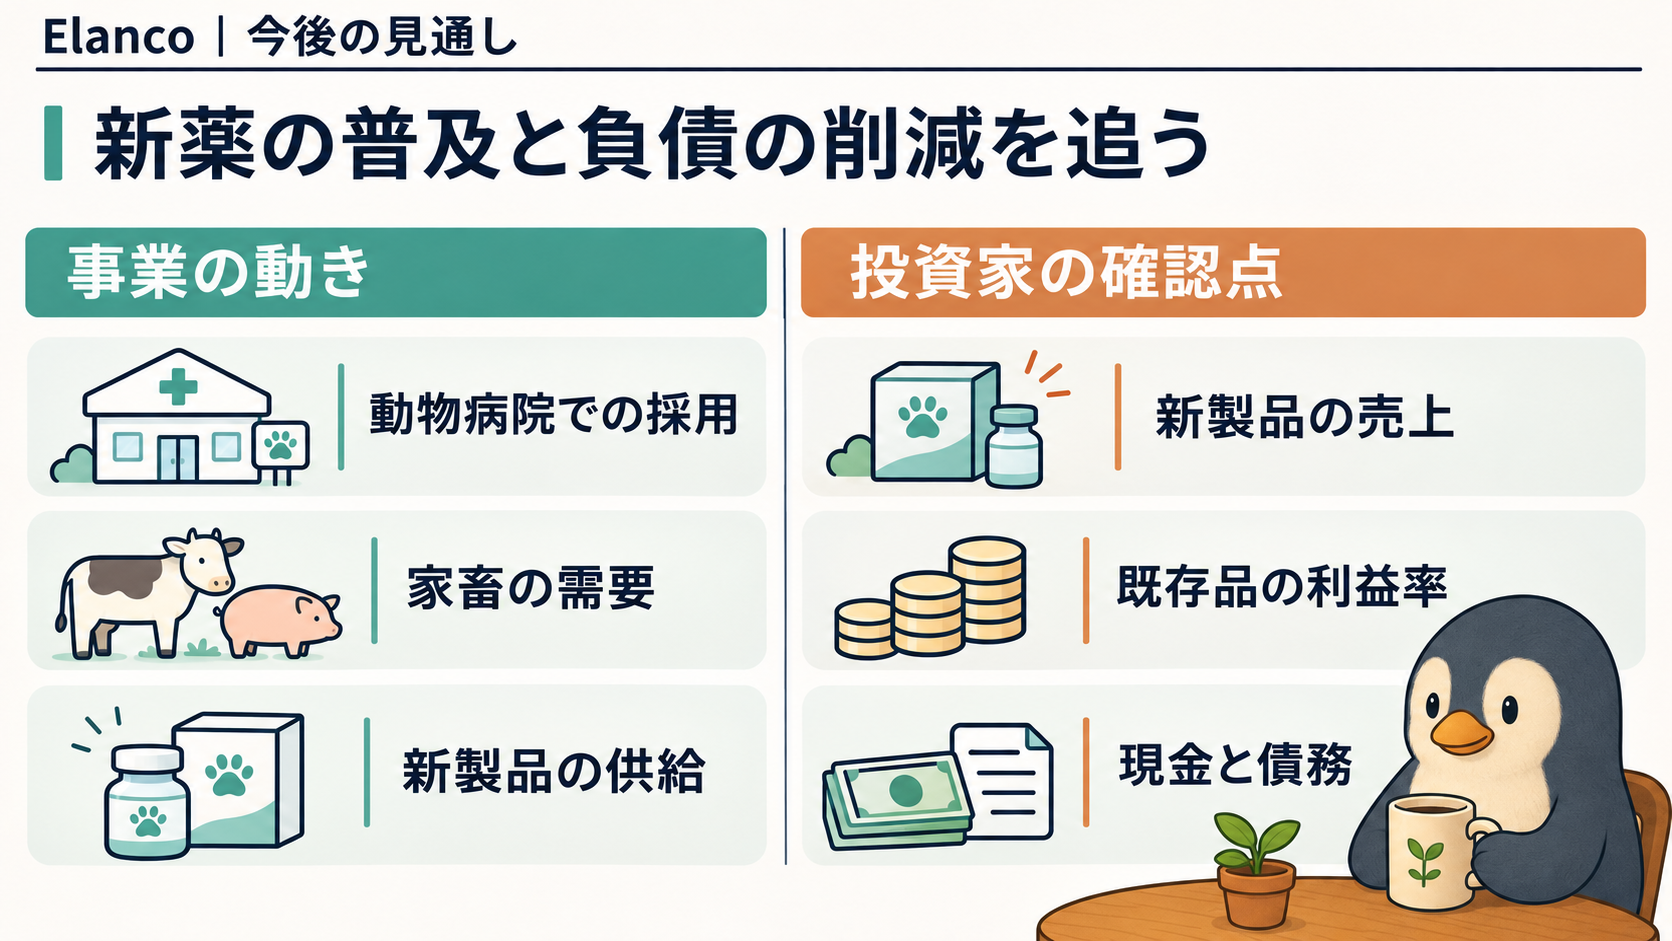 Elanco｜今後の見通し
新薬の普及と負債の削減を追う
事業の動き
動物病院での採用
家畜の需要
新製品の供給
投資家の確認点
新製品の売上
既存品の利益率
現金と債務